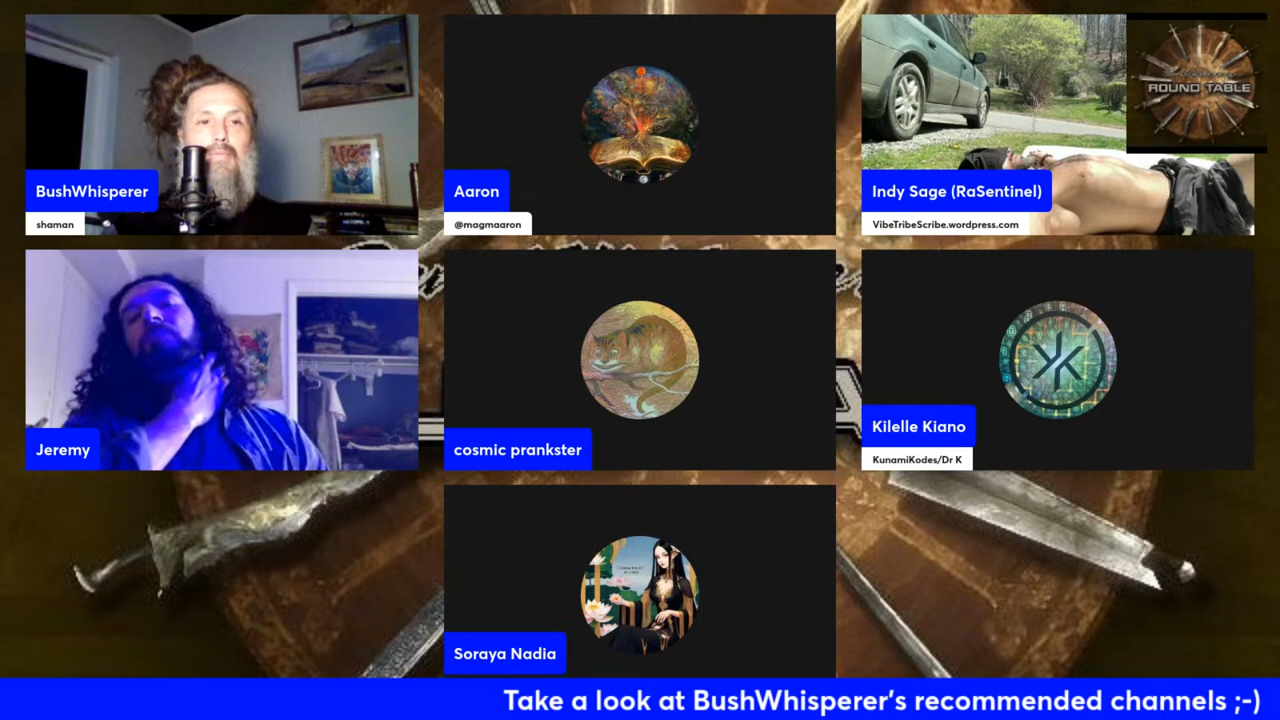 ROUND TABLE
BushWhisperer
shaman
Aaron
@magmaaron
Indy Sage (RaSentinel)
VibeTribeScribe.wordpress.com
Jeremy
cosmic prankster
Kilelle Kiano
KunamiKodes/Dr K
Soraya Nadia
Take a look at BushWhisperer's recommended channels ;-)